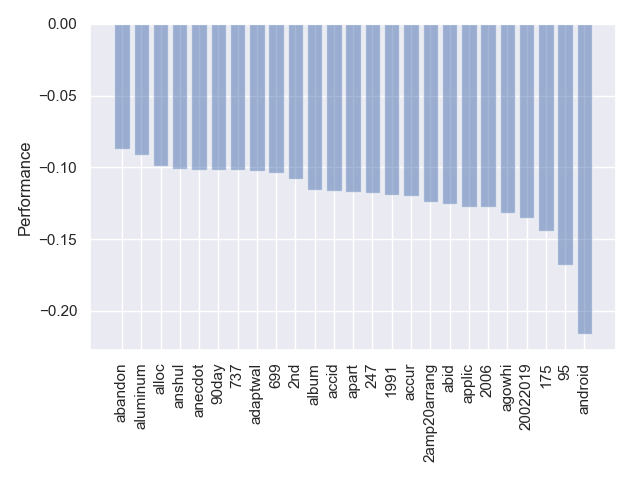 0.00
−0.05
−0.10
−0.15
−0.20
Performance
abandon
aluminum
alloc
anshul
anecdot
90day
737
adaptwal
699
2nd
album
accid
apart
247
1991
accur
2amp20arrang
abid
applic
2006
agowhi
20022019
175
95
android